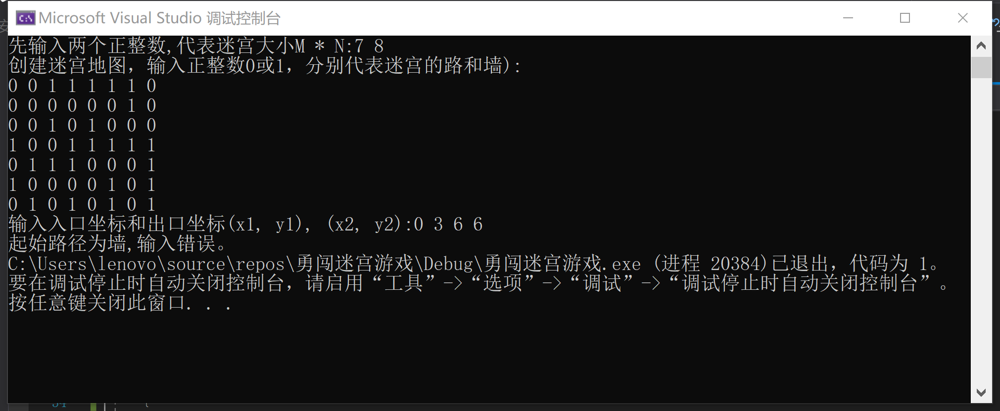 Microsoft Visual Studio 调试控制台
先输入两个正整数,代表迷宫大小M * N:7 8
创建迷宫地图，输入正整数0或1，分别代表迷宫的路和墙):
0 0 1 1 1 1 1 0
0 0 0 0 0 0 1 0
0 0 1 0 1 0 0 0
1 0 0 1 1 1 1 1
0 1 1 1 0 0 0 1
1 0 0 0 0 1 0 1
0 1 0 1 0 1 0 1
输入入口坐标和出口坐标(x1, y1), (x2, y2):0 3 6 6
起始路径为墙,输入错误。
C:\Users\lenovo\source\repos\勇闯迷宫游戏\Debug\勇闯迷宫游戏.exe (进程 20384)已退出，代码为 1。
要在调试停止时自动关闭控制台，请启用“工具”->“选项”->“调试”->“调试停止时自动关闭控制台”。
按任意键关闭此窗口. . .